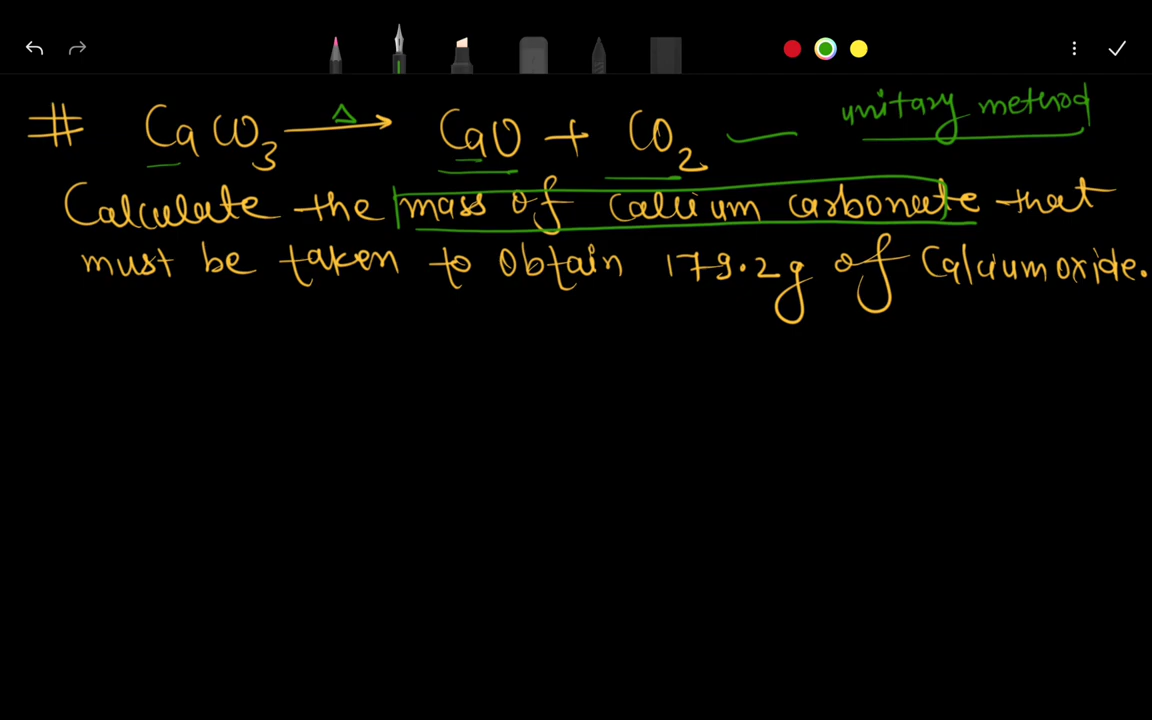 # CaCO3 —Δ→ CaO + CO2 — unitary method
Calculate the mass of calcium carbonate that
must be taken to obtain 179.2g of Calcium oxide.